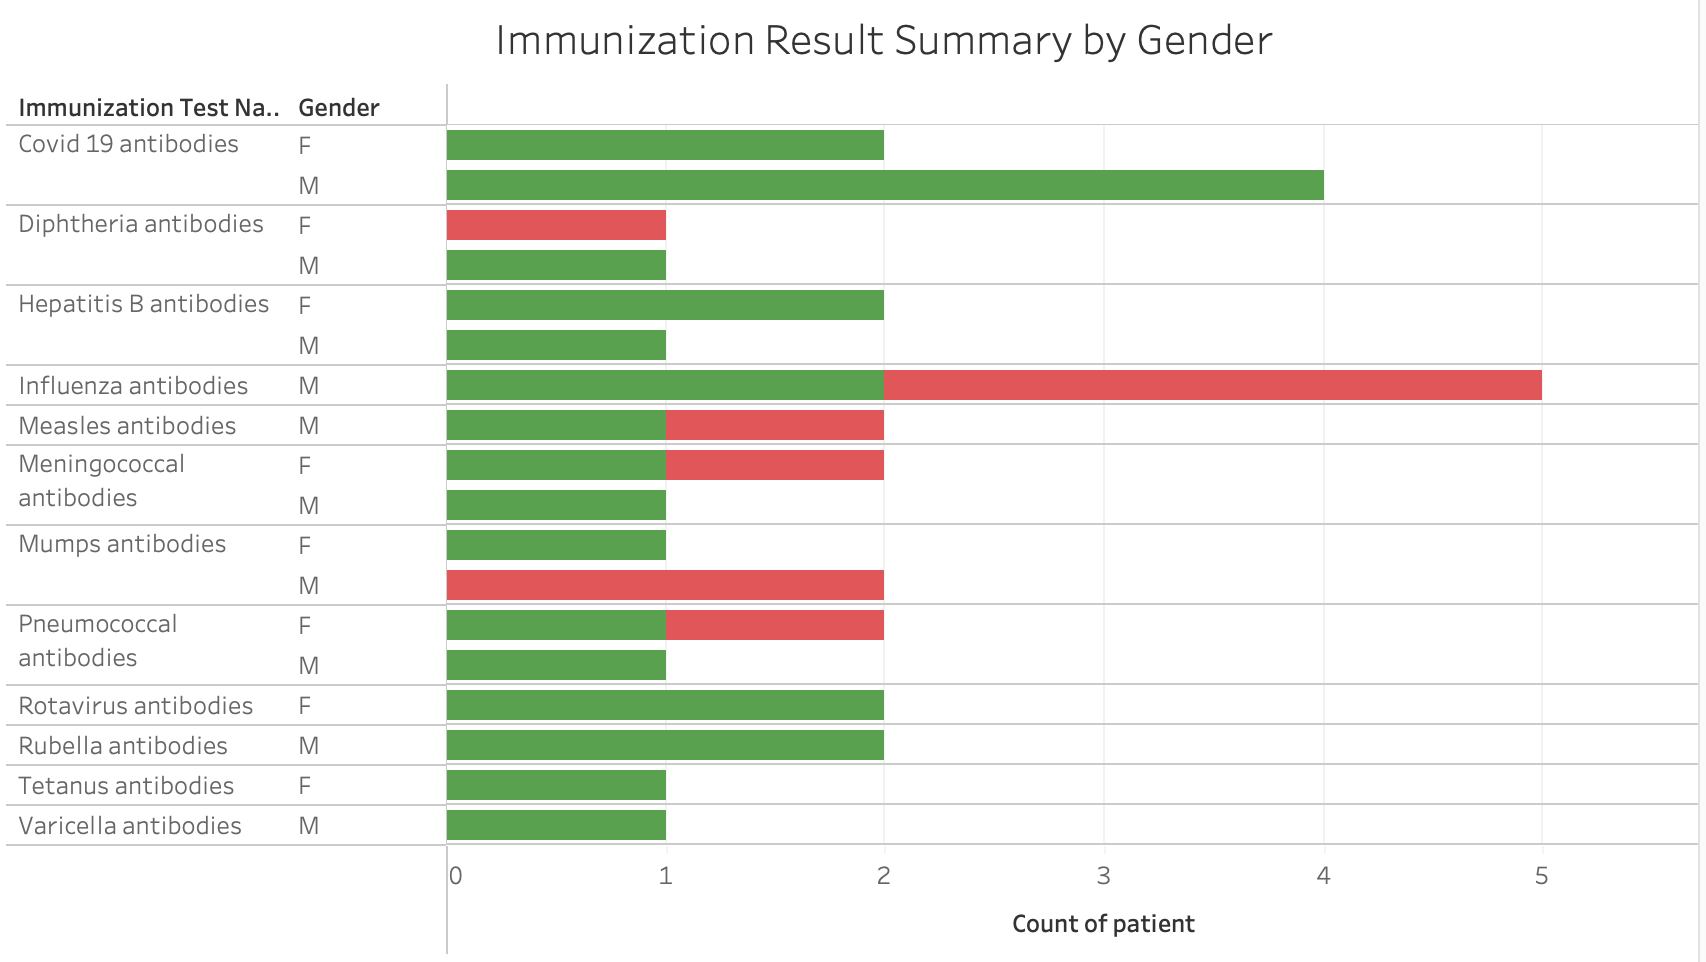 Immunization Result Summary by Gender
Immunization Test Na.. Gender
Covid 19 antibodies F
M
Diphtheria antibodies F
M
Hepatitis B antibodies F
M
Influenza antibodies M
Measles antibodies M
Meningococcal F
antibodies M
Mumps antibodies F
M
Pneumococcal F
antibodies M
Rotavirus antibodies F
Rubella antibodies M
Tetanus antibodies F
Varicella antibodies M
0 1 2 3 4 5
Count of patient